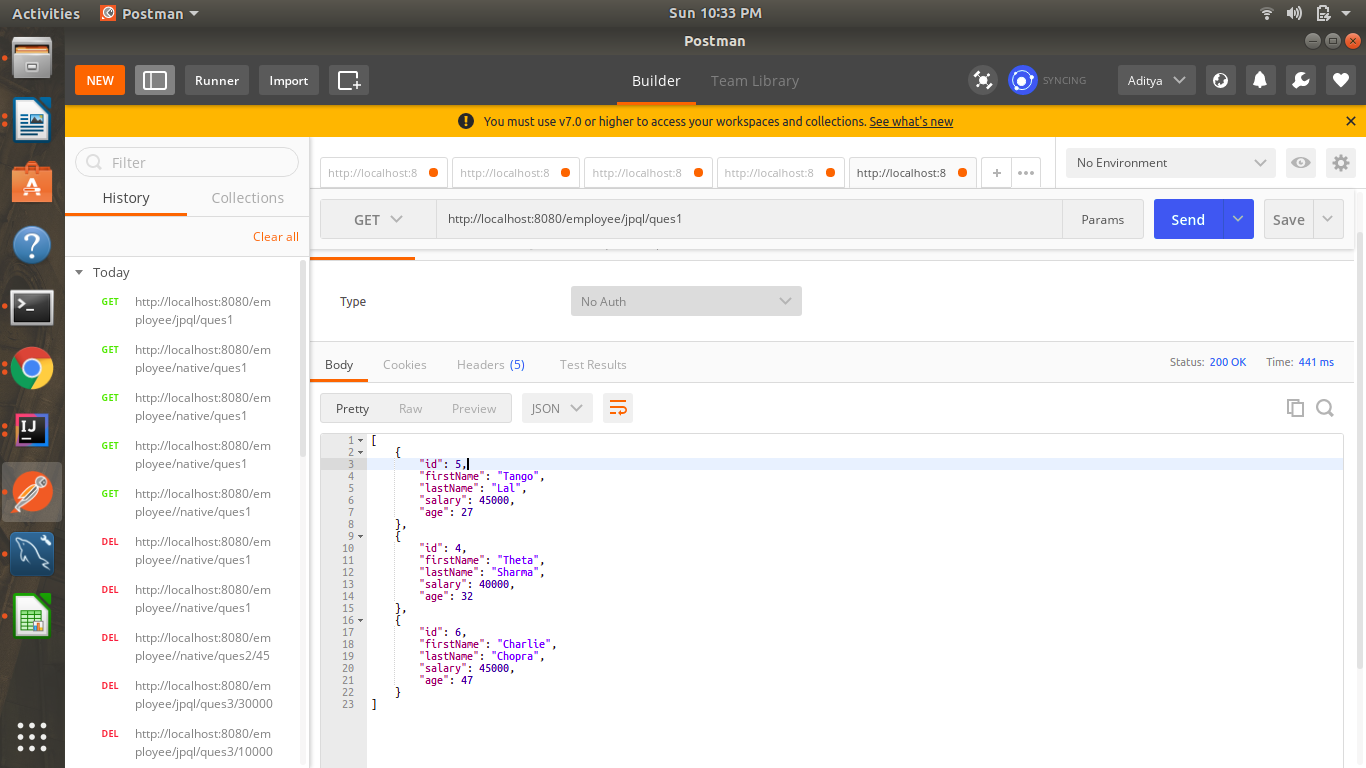 Activities Postman Sun 10:33 PM
Postman
NEW Runner Import Builder Team Library SYNCING Aditya
You must use v7.0 or higher to access your workspaces and collections. See what's new
Filter
History Collections
Clear all
Today
GET http://localhost:8080/em
ployee/jpql/ques1
GET http://localhost:8080/em
ployee/native/ques1
GET http://localhost:8080/em
ployee/native/ques1
GET http://localhost:8080/em
ployee/native/ques1
GET http://localhost:8080/em
ployee//native/ques1
DEL http://localhost:8080/em
ployee//native/ques1
DEL http://localhost:8080/em
ployee//native/ques1
DEL http://localhost:8080/em
ployee//native/ques2/45
DEL http://localhost:8080/em
ployee/jpql/ques3/30000
DEL http://localhost:8080/em
ployee/jpql/ques3/10000
http://localhost:8 http://localhost:8 http://localhost:8 http://localhost:8 http://localhost:8 + ••• No Environment
GET http://localhost:8080/employee/jpql/ques1 Params Send Save
Type No Auth
Body Cookies Headers (5) Test Results Status: 200 OK Time: 441 ms
Pretty Raw Preview JSON
1 [
2 {
3 "id": 5,
4 "firstName": "Tango",
5 "lastName": "Lal",
6 "salary": 45000,
7 "age": 27
8 },
9 {
10 "id": 4,
11 "firstName": "Theta",
12 "lastName": "Sharma",
13 "salary": 40000,
14 "age": 32
15 },
16 {
17 "id": 6,
18 "firstName": "Charlie",
19 "lastName": "Chopra",
20 "salary": 45000,
21 "age": 47
22 }
23 ]
IJ